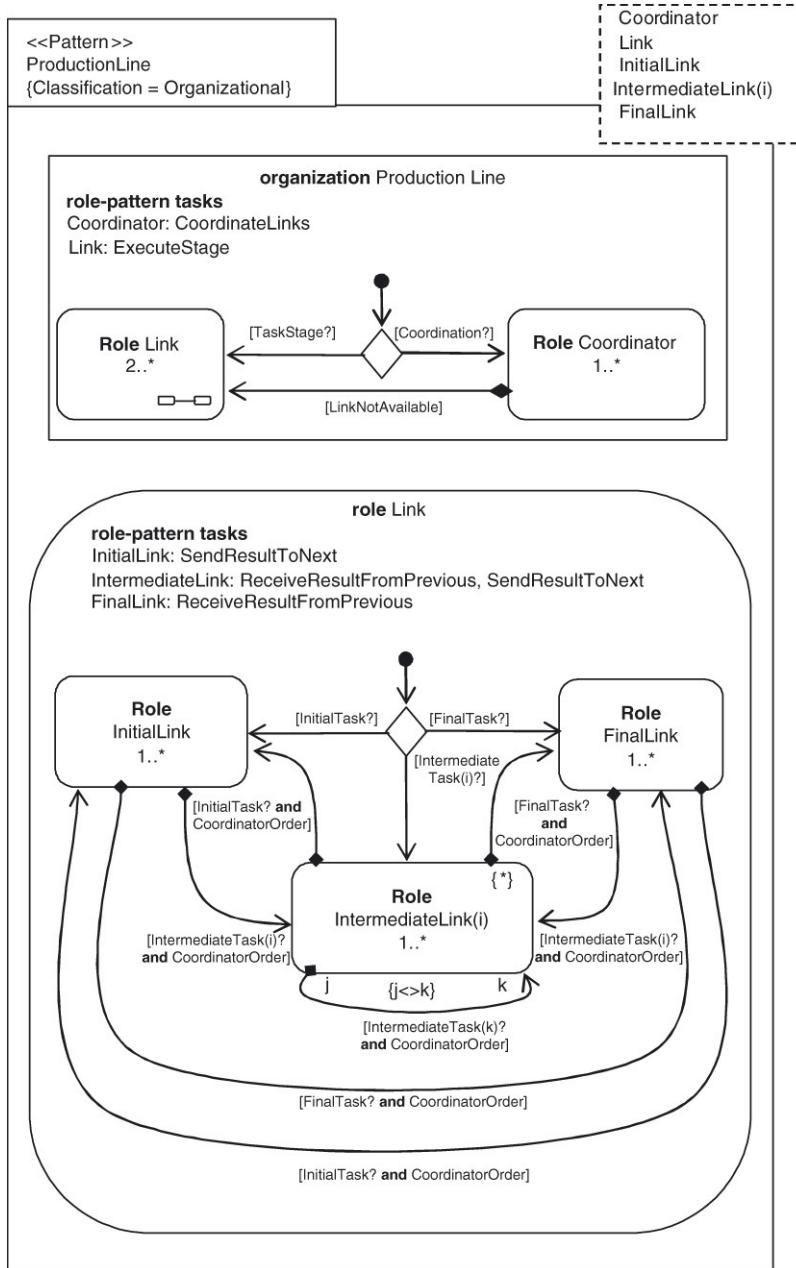 <<Pattern>>
ProductionLine
{Classification = Organizational}
Coordinator
Link
InitialLink
IntermediateLink(i)
FinalLink
organization Production Line
role-pattern tasks
Coordinator: CoordinateLinks
Link: ExecuteStage
[TaskStage?]
[Coordination?]
Role Link
2..*
Role Coordinator
1..*
[LinkNotAvailable]
role Link
role-pattern tasks
InitialLink: SendResultToNext
IntermediateLink: ReceiveResultFromPrevious, SendResultToNext
FinalLink: ReceiveResultFromPrevious
Role
InitialLink
1..*
[InitialTask?]
[FinalTask?]
Role
FinalLink
1..*
[Intermediate
Task(i)?]
[InitialTask? and
CoordinatorOrder]
[FinalTask?
and
CoordinatorOrder]
{*}
Role
IntermediateLink(i)
1..*
[IntermediateTask(i)?
and CoordinatorOrder]
[IntermediateTask(i)?
and CoordinatorOrder]
j
{j<>k}
k
[IntermediateTask(k)?
and CoordinatorOrder]
[FinalTask? and CoordinatorOrder]
[InitialTask? and CoordinatorOrder]